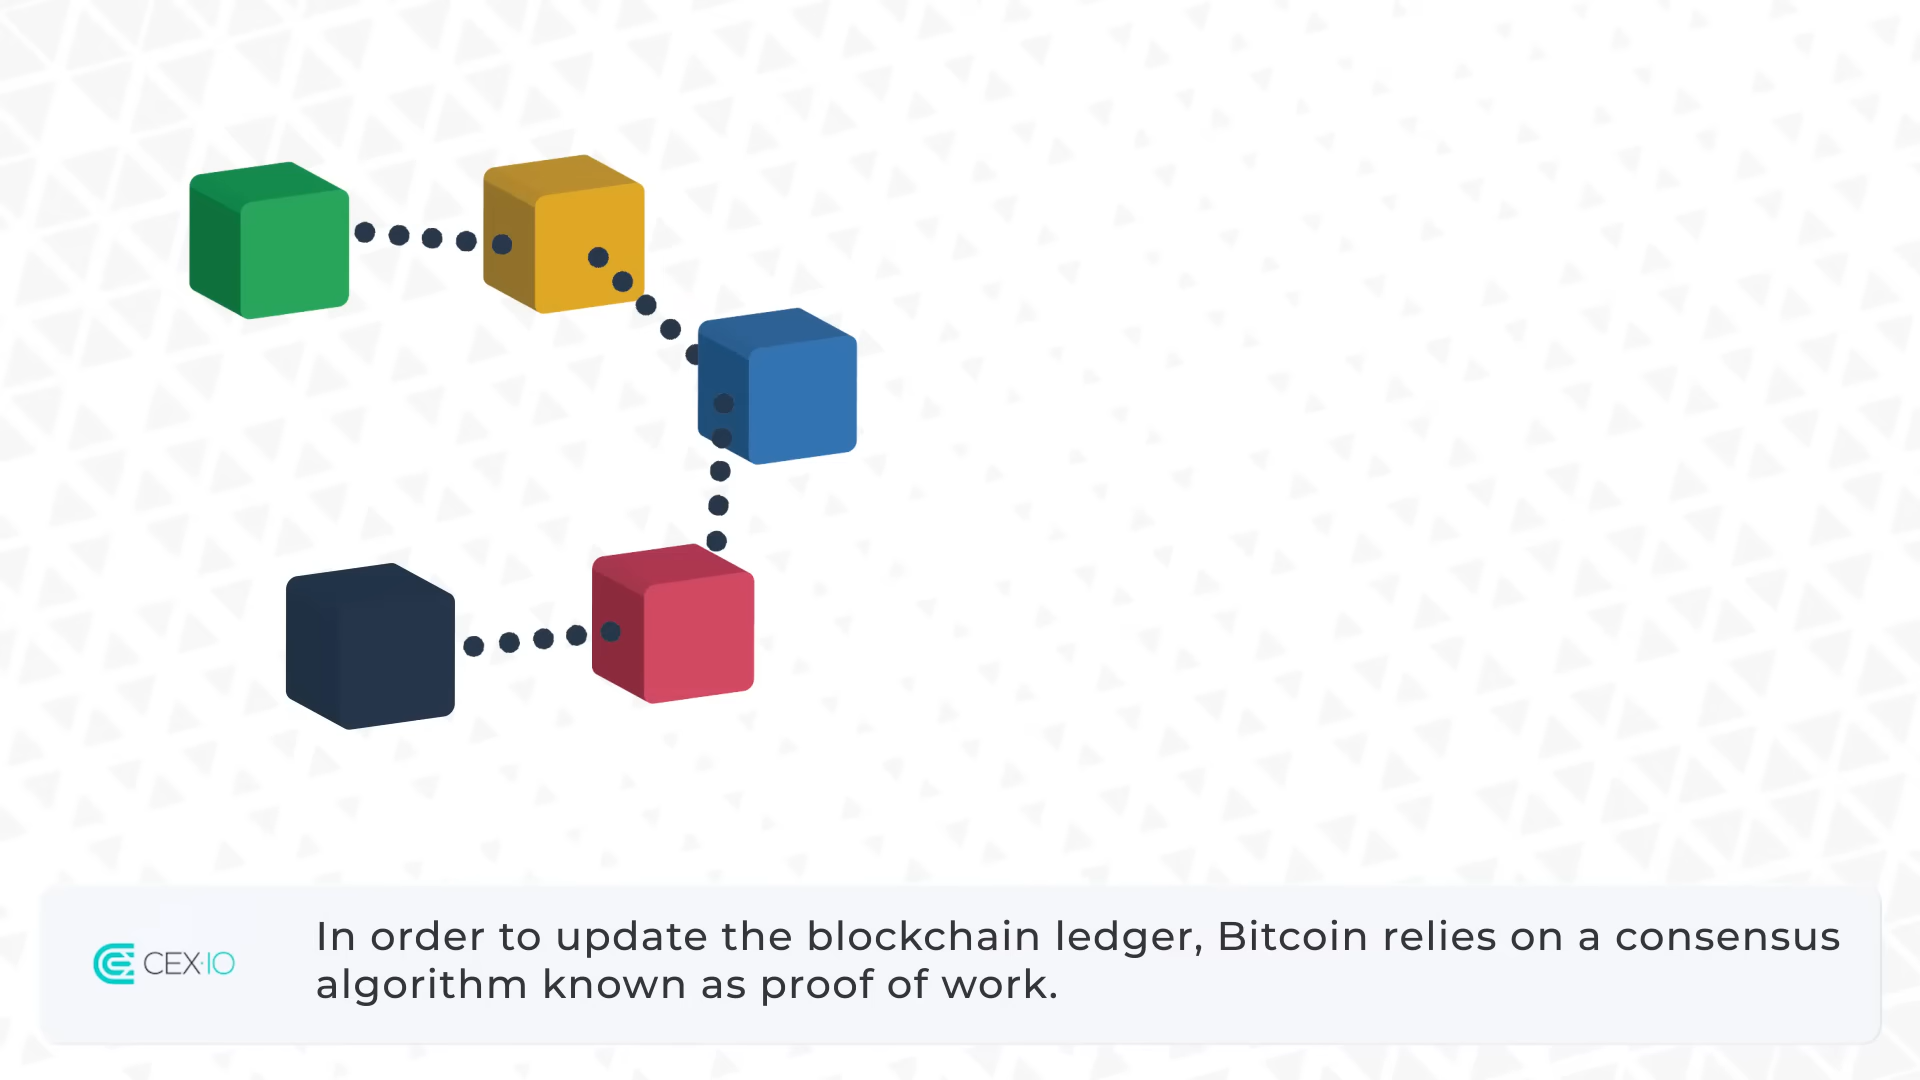 In order to update the blockchain ledger, Bitcoin relies on a consensus
algorithm known as proof of work.
CEX·IO